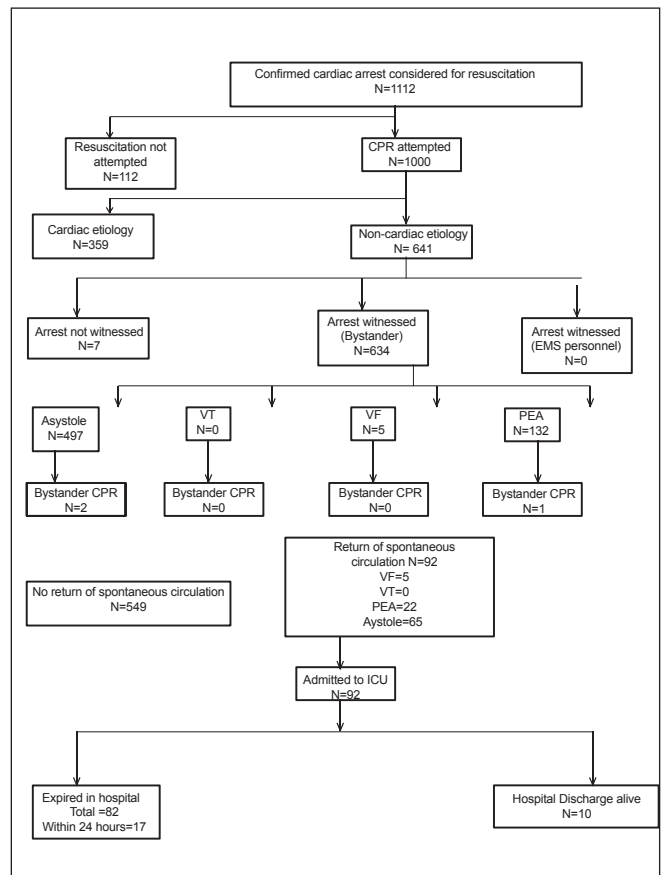 Confirmed cardiac arrest considered for resuscitation
N=1112
Resuscitation not
attempted
N=112
CPR attempted
N=1000
Cardiac etiology
N=359
Non-cardiac etiology
N= 641
Arrest not witnessed
N=7
Arrest witnessed
(Bystander)
N=634
Arrest witnessed
(EMS personnel)
N=0
Asystole
N=497
VT
N=0
VF
N=5
PEA
N=132
Bystander CPR
N=2
Bystander CPR
N=0
Bystander CPR
N=0
Bystander CPR
N=1
No return of spontaneous circulation
N=549
Return of spontaneous
circulation N=92
VF=5
VT=0
PEA=22
Aystole=65
Admitted to ICU
N=92
Expired in hospital
Total =82
Within 24 hours=17
Hospital Discharge alive
N=10